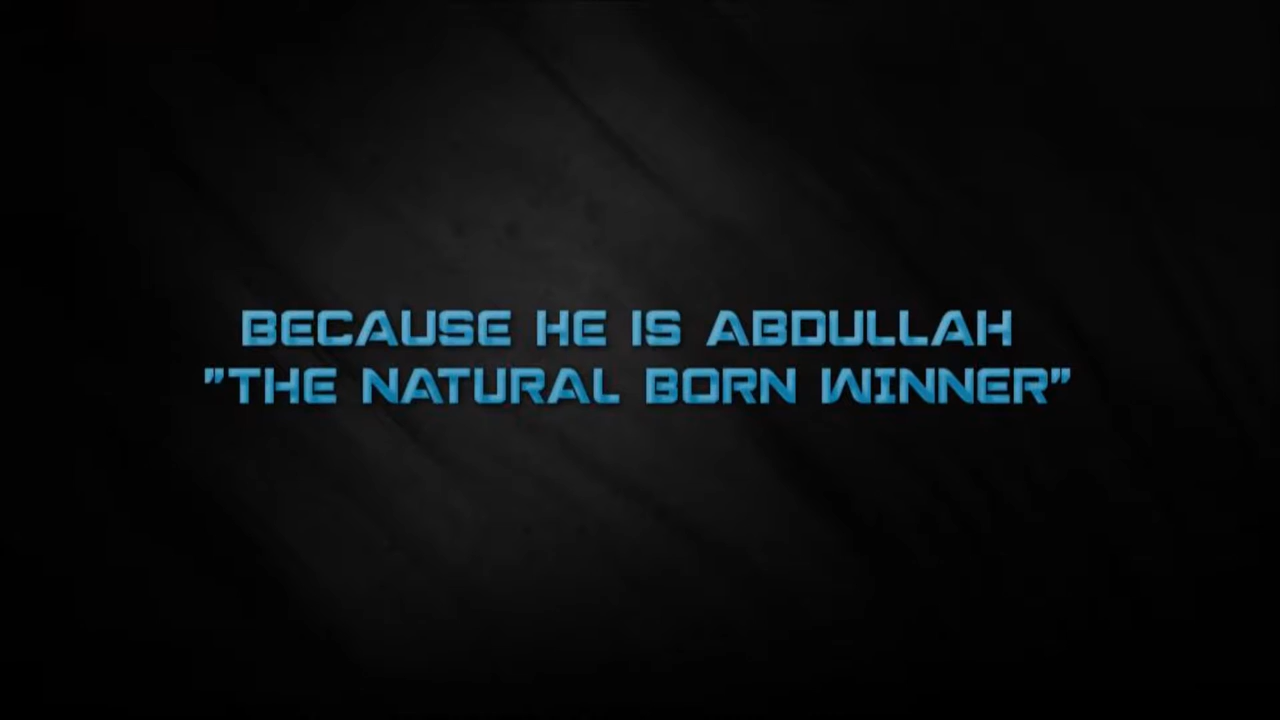 BECAUSE HE IS ABDULLAH
"THE NATURAL BORN WINNER"